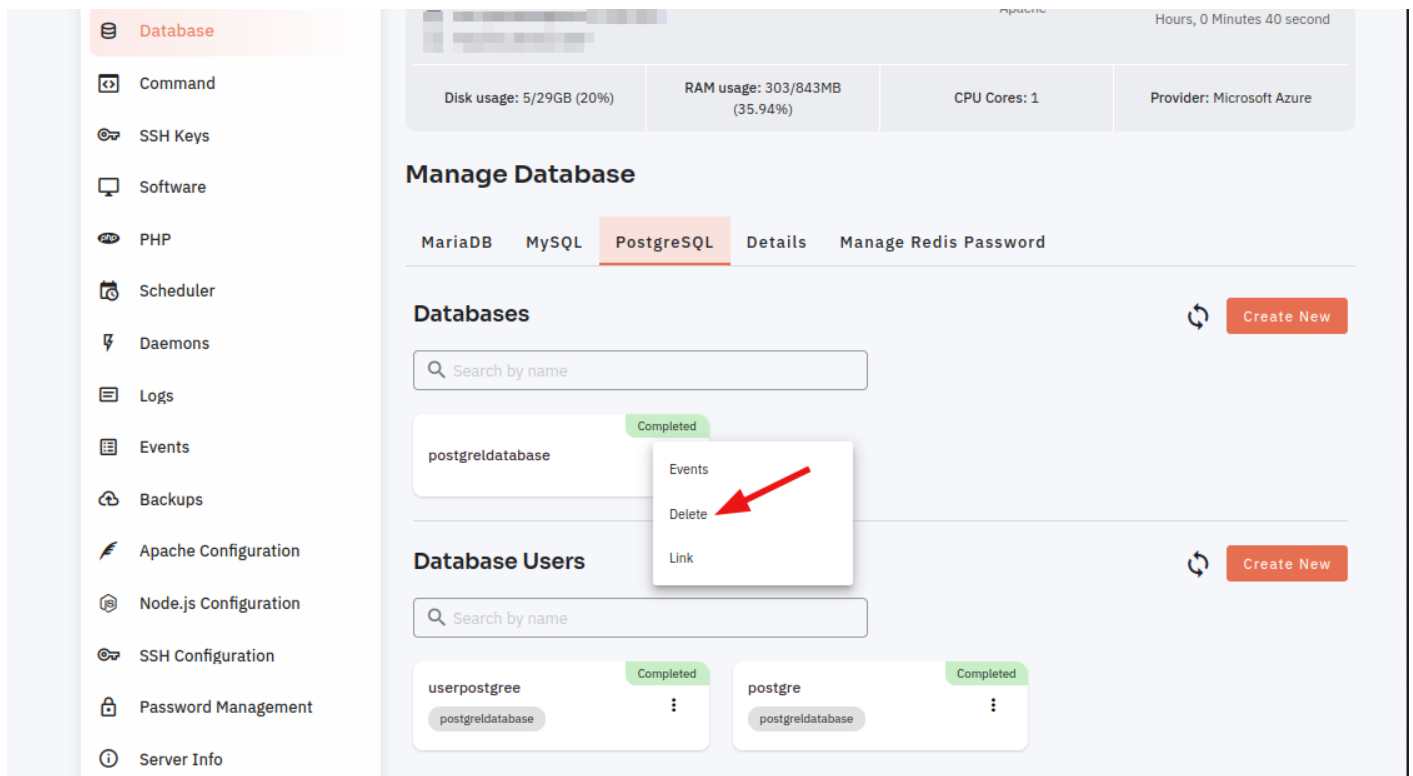 Database
Command
SSH Keys
Software
php PHP
Scheduler
Daemons
Logs
Events
Backups
Apache Configuration
JS Node.js Configuration
SSH Configuration
Password Management
Server Info
Apache
Hours, 0 Minutes 40 second
Disk usage: 5/29GB (20%)
RAM usage: 303/843MB
(35.94%)
CPU Cores: 1
Provider: Microsoft Azure
Manage Database
MariaDB MySQL PostgreSQL Details Manage Redis Password
Databases
Create New
Search by name
Completed
postgreldatabase
Events
Delete
Link
Database Users
Create New
Search by name
Completed
userpostgree
postgreldatabase
Completed
postgre
postgreldatabase